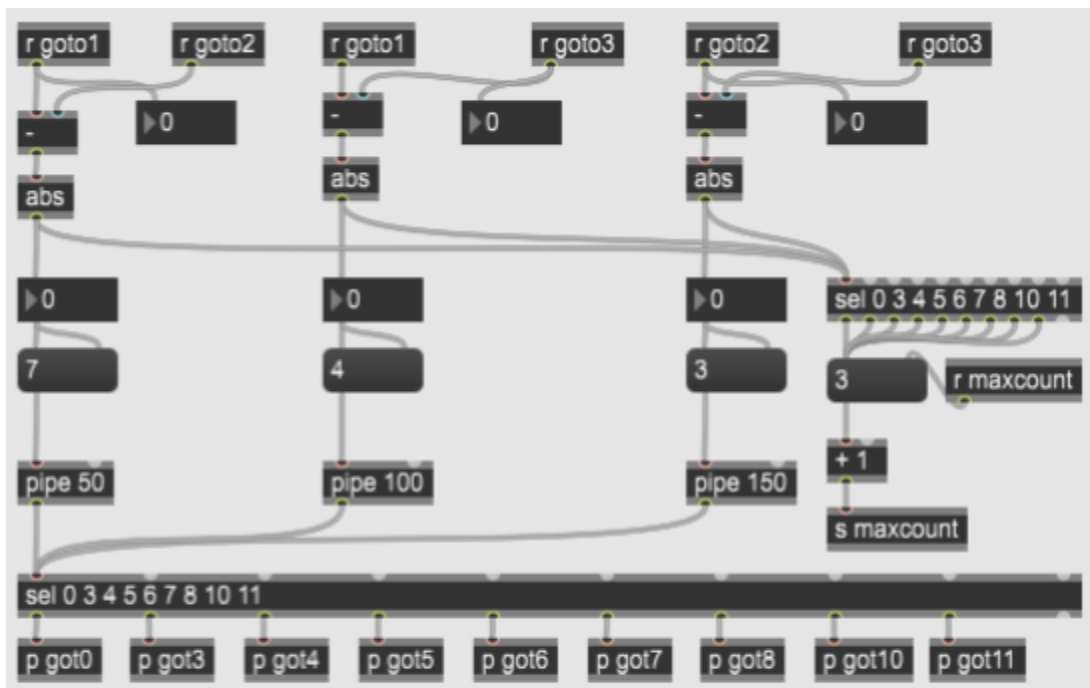 r goto1
r goto2
r goto1
r goto3
r goto2
r goto3
-
0
-
0
-
0
abs
abs
abs
0
0
0
sel 0 3 4 5 6 7 8 10 11
7
4
3
3
r maxcount
+ 1
pipe 50
pipe 100
pipe 150
s maxcount
sel 0 3 4 5 6 7 8 10 11
p got0
p got3
p got4
p got5
p got6
p got7
p got8
p got10
p got11